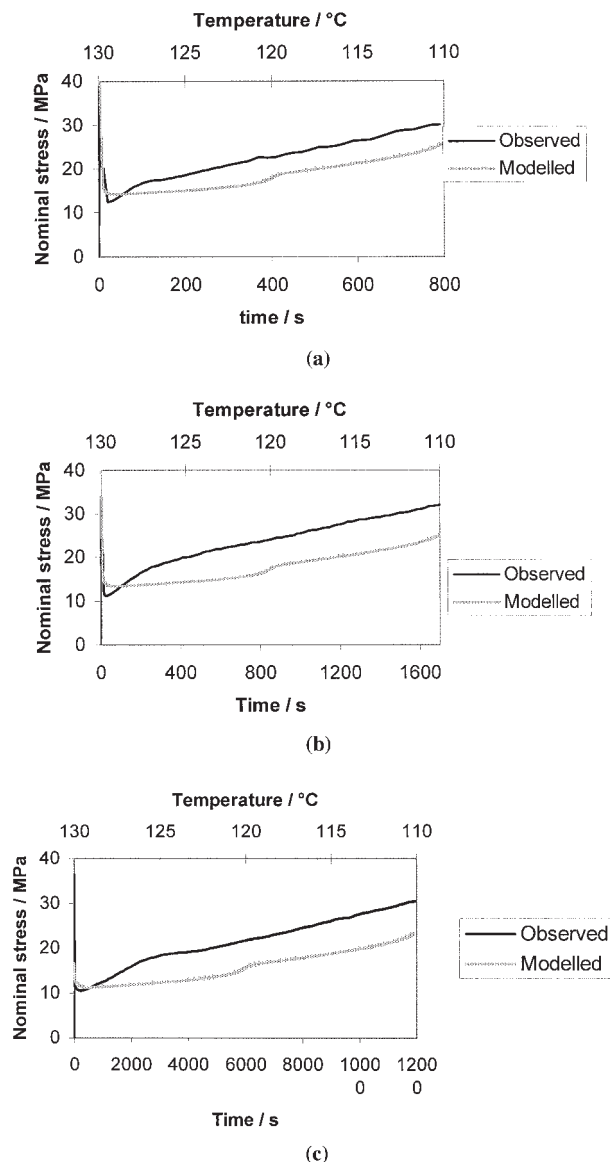 Temperature / °C
130 125 120 115 110
40
30
20
10
0
Nominal stress / MPa
Observed
Modelled
0 200 400 600 800
time / s
(a)
Temperature / °C
130 125 120 115 110
40
30
20
10
0
Nominal stress / MPa
Observed
Modelled
0 400 800 1200 1600
Time / s
(b)
Temperature / °C
130 125 120 115 110
40
30
20
10
0
Nominal stress / MPa
Observed
Modelled
0 2000 4000 6000 8000 1000 1200
0 0
Time / s
(c)